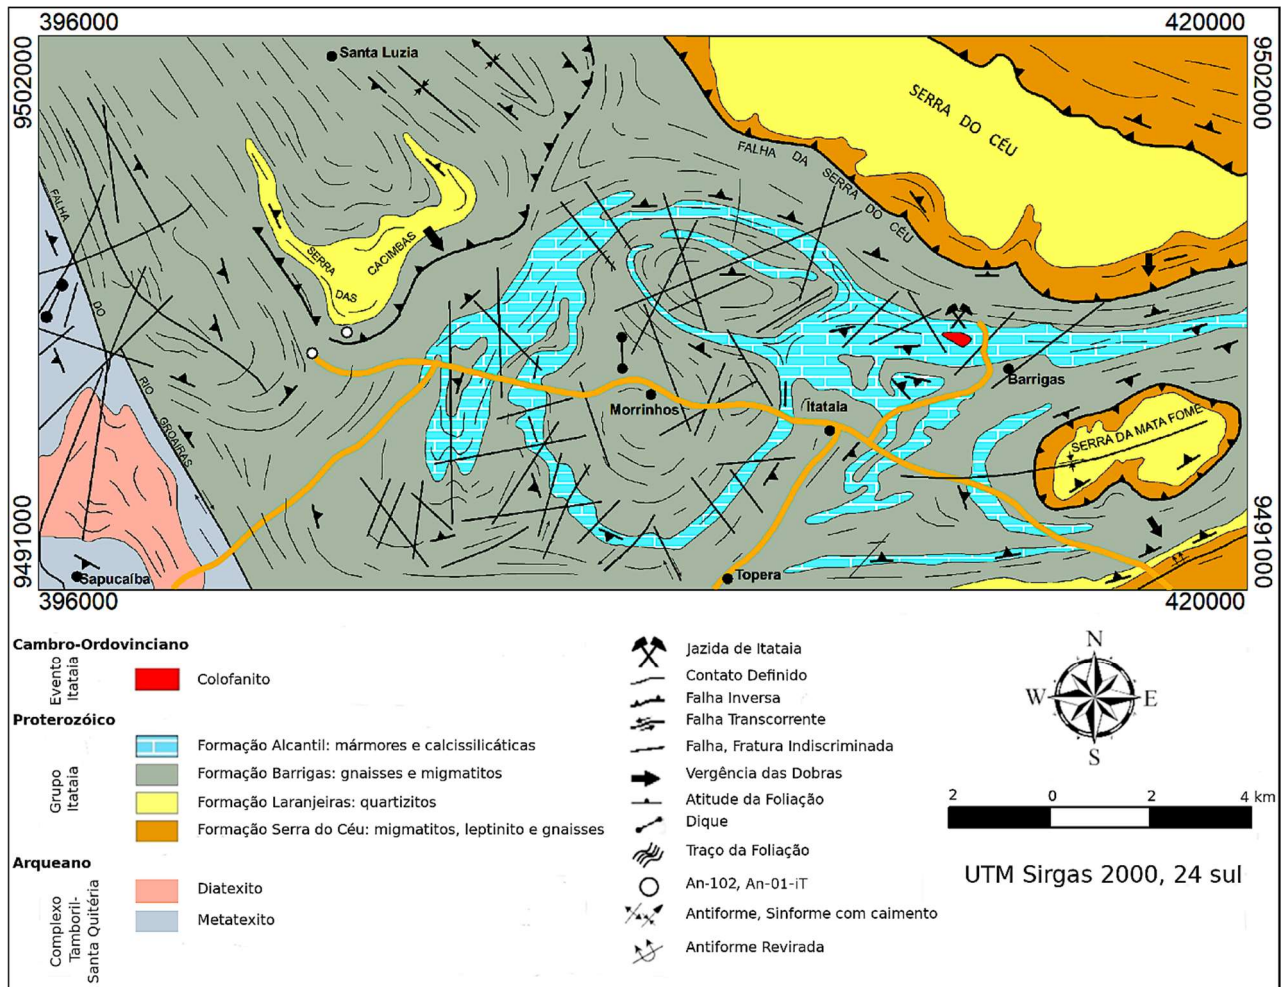 396000
420000
9502000
9502000
Santa Luzia
SERRA DO CÉU
FALHA DA SERRA DO CÉU
SERRA DAS CACIMBAS
FALHA DO RIO GROAÍRAS
Barrigas
Morrinhos
Itataia
SERRA DA MATA FOME
9491000
9491000
Sapucaíba
Topera
396000
420000
Cambro-Ordovinciano
Evento
Itataia
Colofanito
Proterozóico
Grupo
Itataia
Formação Alcantil: mármores e calcissilicáticas
Formação Barrigas: gnaisses e migmatitos
Formação Laranjeiras: quartizitos
Formação Serra do Céu: migmatitos, leptinito e gnaisses
Arqueano
Complexo
Tamboril-
Santa Quitéria
Diatexito
Metatexito
Jazida de Itataia
Contato Definido
Falha Inversa
Falha Transcorrente
Falha, Fratura Indiscriminada
Vergência das Dobras
Atitude da Foliação
Dique
Traço da Foliação
An-102, An-01-iT
Antiforme, Sinforme com caimento
Antiforme Revirada
N
W
E
S
2 0 2 4 km
UTM Sirgas 2000, 24 sul